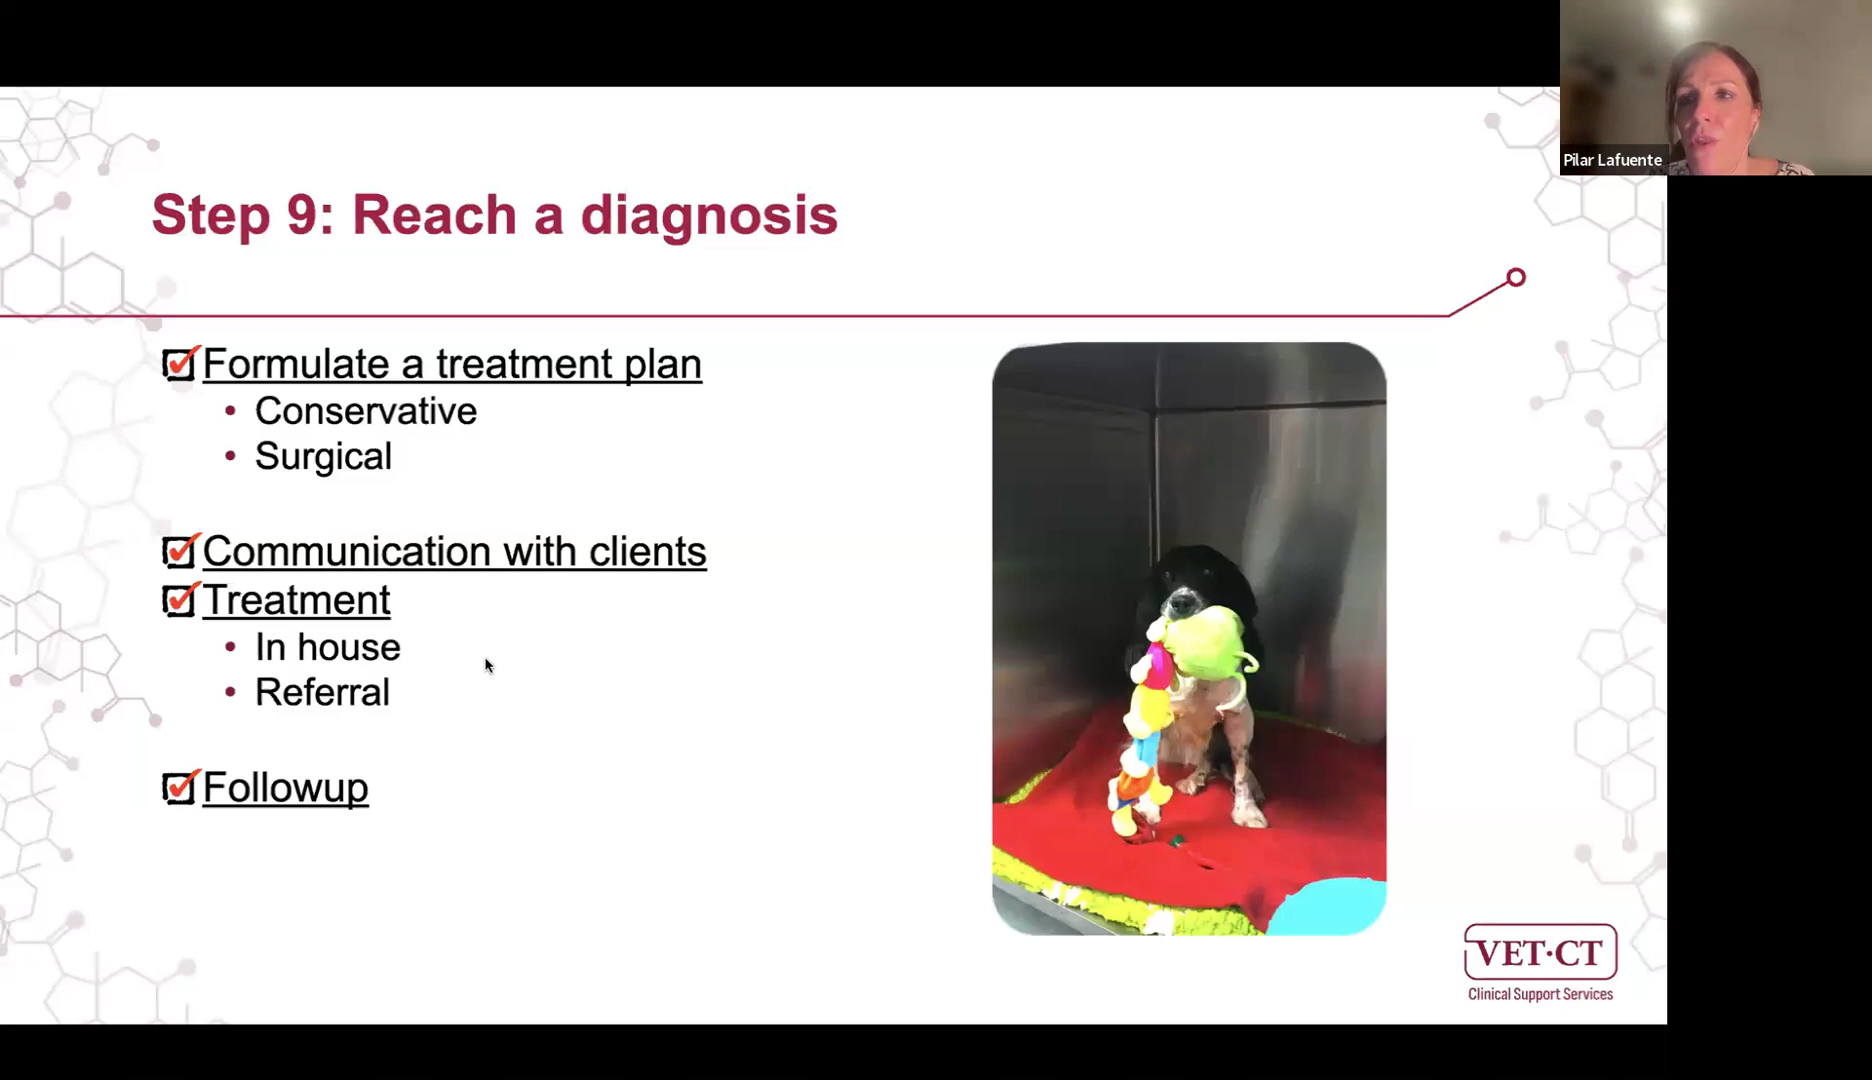 Pilar Lafuente
Step 9: Reach a diagnosis
Formulate a treatment plan
• Conservative
• Surgical
Communication with clients
Treatment
• In house
• Referral
Followup
VET·CT
Clinical Support Services